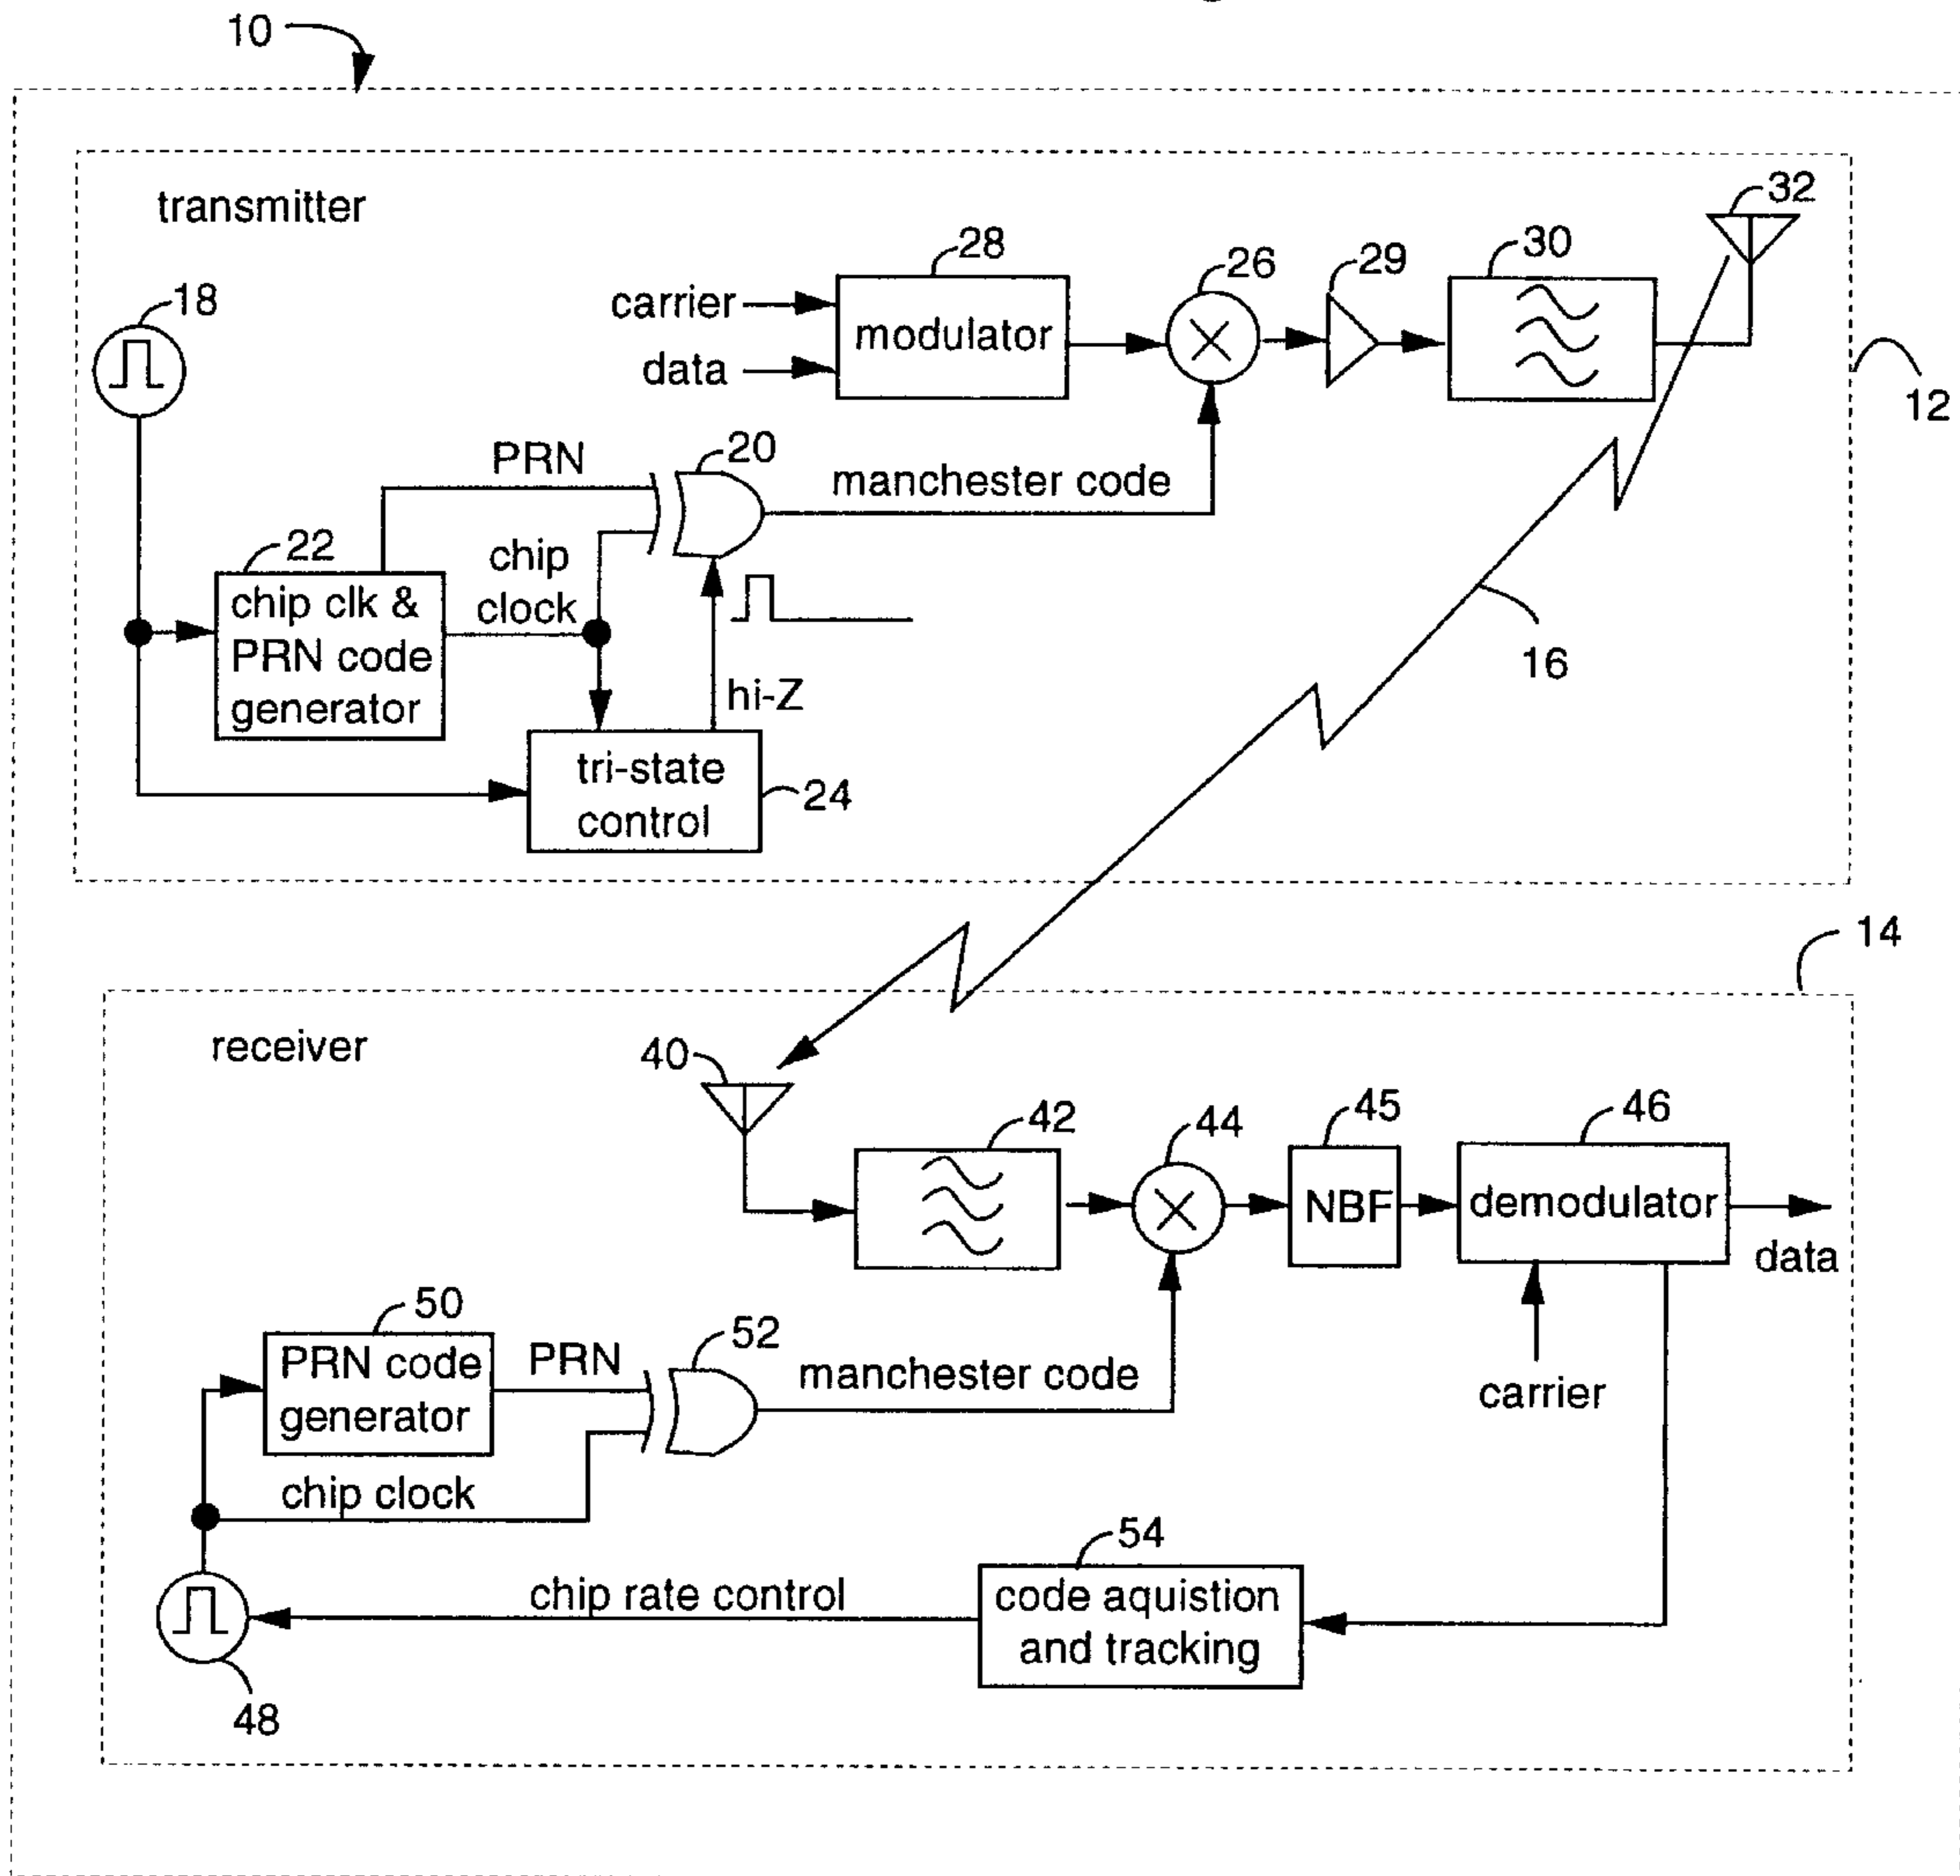 10
transmitter
32
28
26
29
30
18
carrier
modulator
data
12
PRN
20
manchester code
22
chip
clock
chip clk &
PRN code
generator
hi-Z
16
tri-state
control
24
14
receiver
40
42
44
45
46
NBF
demodulator
data
50
PRN code
generator
PRN
52
manchester code
carrier
chip clock
54
chip rate control
code aquistion
and tracking
48